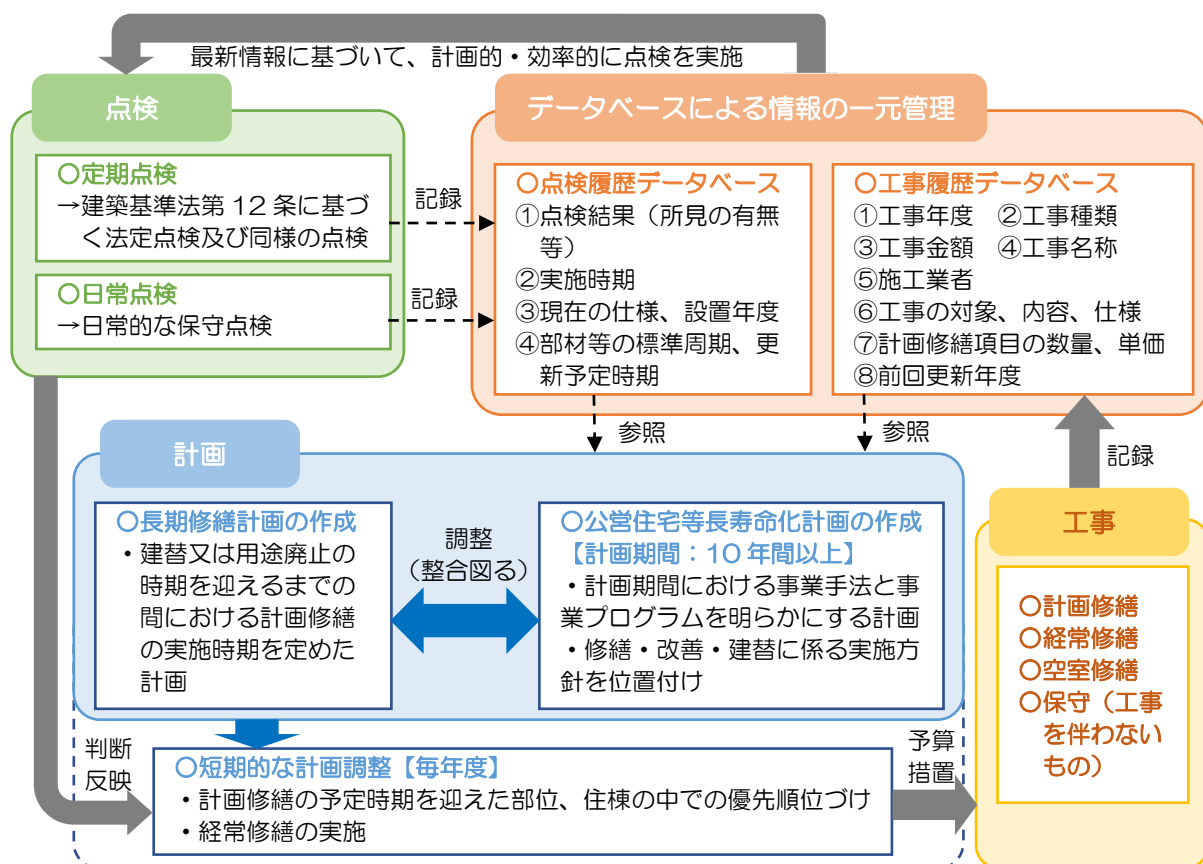 最新情報に基づいて、計画的・効率的に点検を実施
点検
○定期点検
→建築基準法第 12 条に基づ
く法定点検及び同様の点検
○日常点検
→日常的な保守点検
記録
記録
データベースによる情報の一元管理
○点検履歴データベース
①点検結果（所見の有無
等）
②実施時期
③現在の仕様、設置年度
④部材等の標準周期、更
新予定時期
○工事履歴データベース
①工事年度　②工事種類
③工事金額　④工事名称
⑤施工業者
⑥工事の対象、内容、仕様
⑦計画修繕項目の数量、単価
⑧前回更新年度
参照
参照
記録
計画
○長期修繕計画の作成
・建替又は用途廃止の
時期を迎えるまでの
間における計画修繕
の実施時期を定めた
計画
調整
（整合図る）
○公営住宅等長寿命化計画の作成
【計画期間：10 年間以上】
・計画期間における事業手法と事
業プログラムを明らかにする計画
・修繕・改善・建替に係る実施方
針を位置付け
判断
反映
○短期的な計画調整【毎年度】
・計画修繕の予定時期を迎えた部位、住棟の中での優先順位づけ
・経常修繕の実施
予算
措置
工事
○計画修繕
○経常修繕
○空室修繕
○保守（工事
を伴わない
もの）